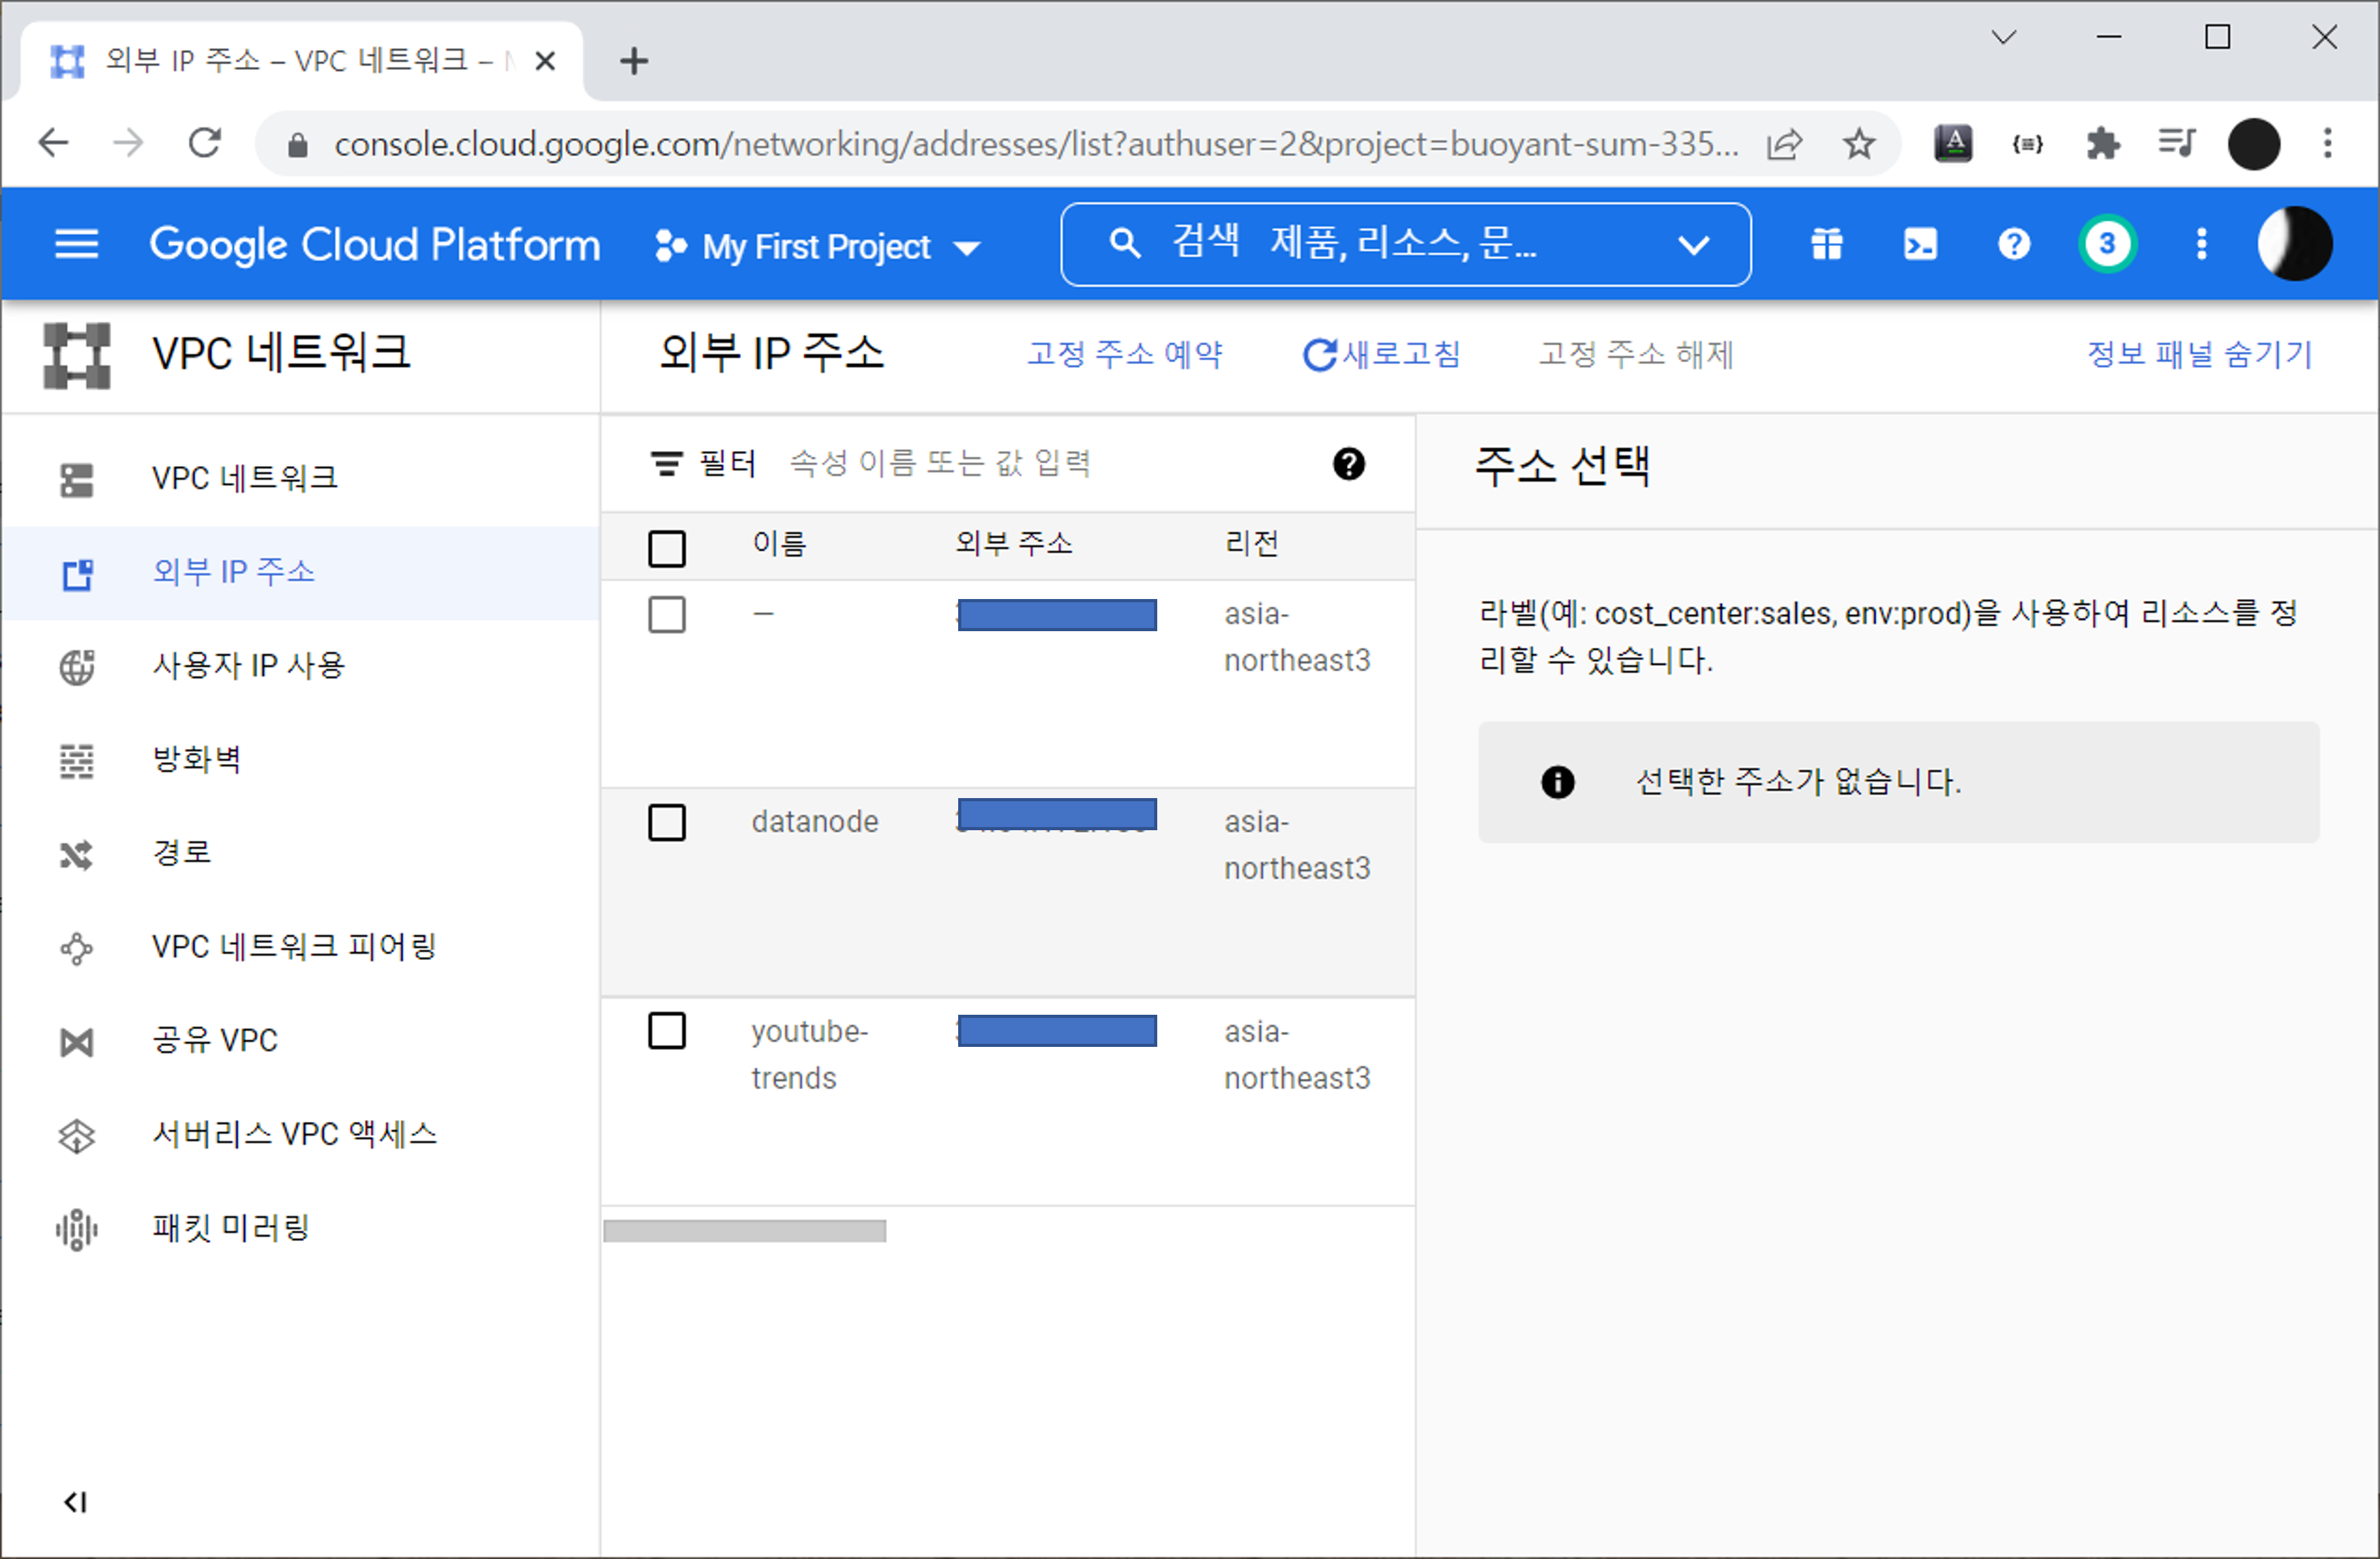 외부 IP 주소 – VPC 네트워크 –
console.cloud.google.com/networking/addresses/list?authuser=2&project=buoyant-sum-335...
Google Cloud Platform
My First Project
검색 제품, 리소스, 문...
3
VPC 네트워크
외부 IP 주소
고정 주소 예약
새로고침
고정 주소 해제
정보 패널 숨기기
VPC 네트워크
외부 IP 주소
사용자 IP 사용
방화벽
경로
VPC 네트워크 피어링
공유 VPC
서버리스 VPC 액세스
패킷 미러링
필터 속성 이름 또는 값 입력
이름 외부 주소 리전
— asia-
northeast3
datanode asia-
northeast3
youtube- asia-
trends northeast3
주소 선택
라벨(예: cost_center:sales, env:prod)을 사용하여 리소스를 정
리할 수 있습니다.
선택한 주소가 없습니다.